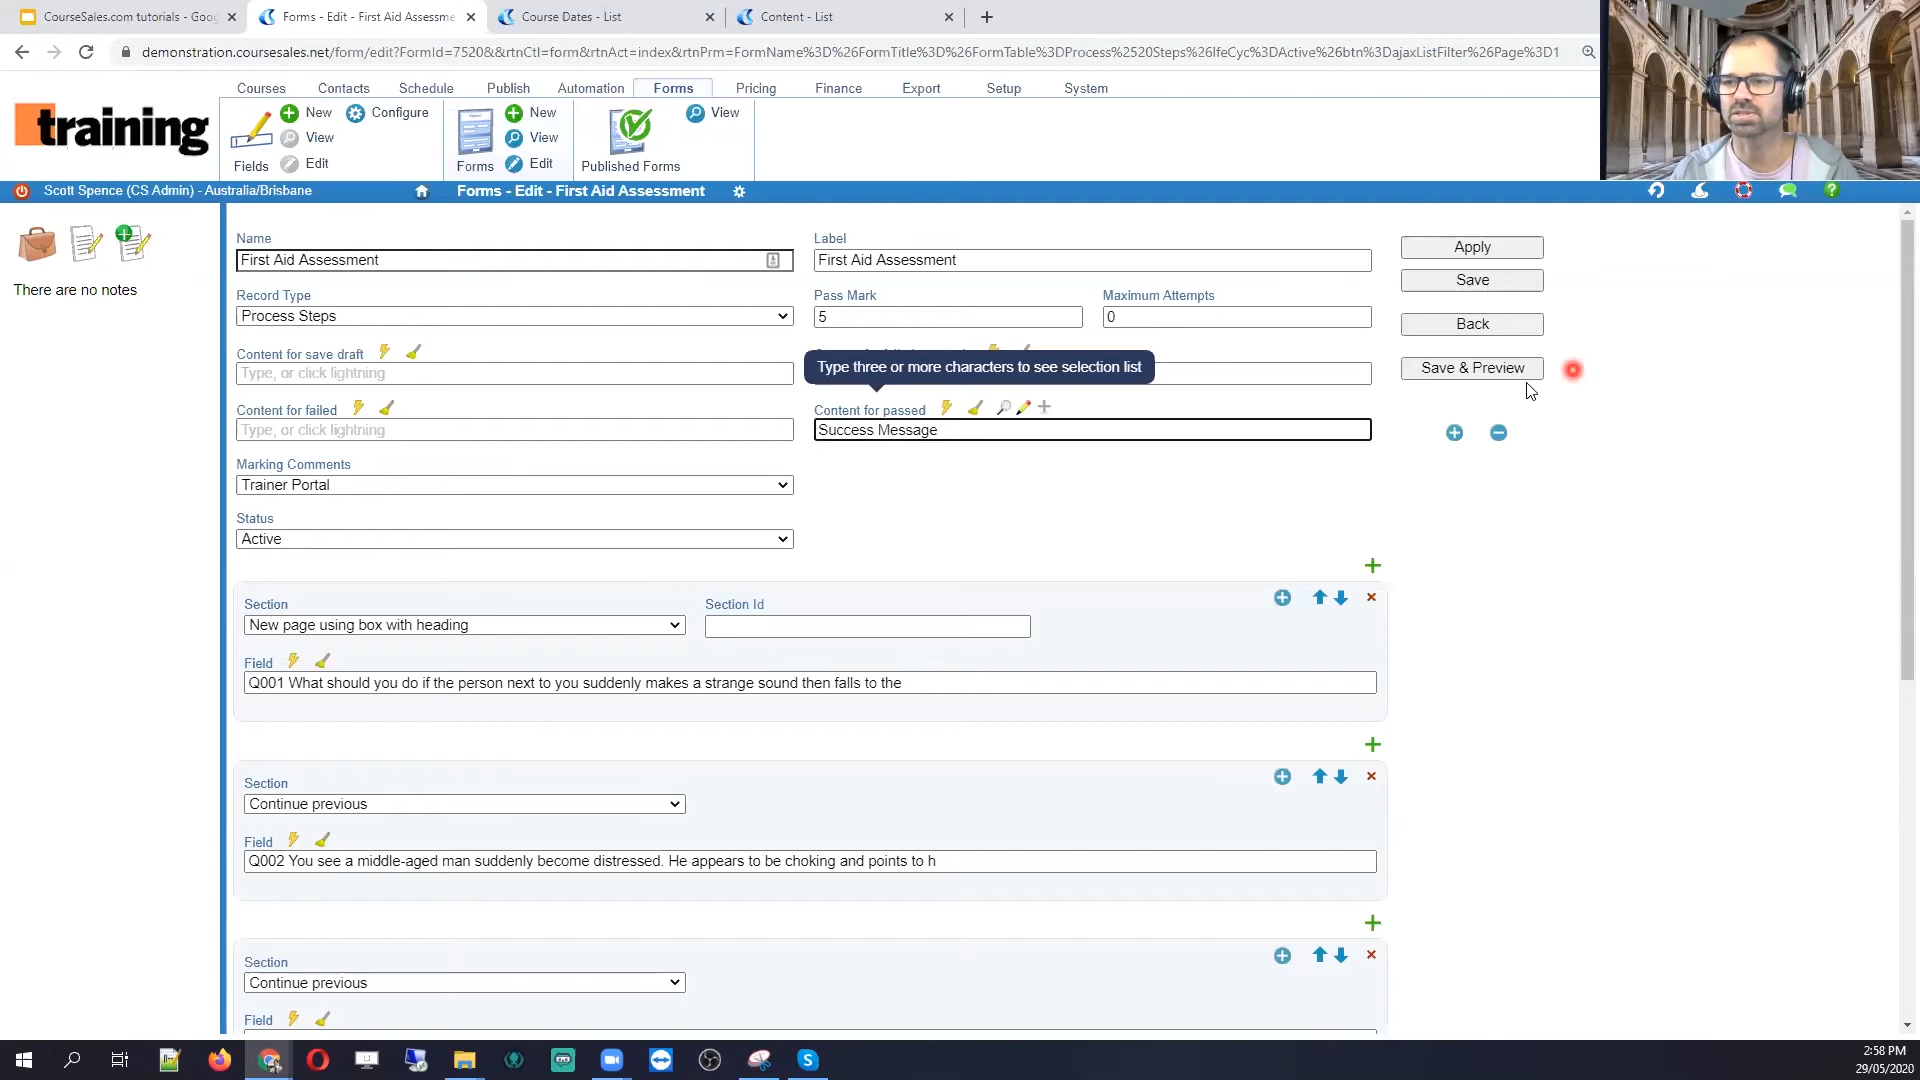 CourseSales.com tutorials - Goog
Forms - Edit - First Aid Assessme
Course Dates - List
Content - List
demonstration.coursesales.net/form/edit?FormId=7520&&rtnCtl=form&rtnAct=index&rtnPrm=FormName%3D%26FormTitle%3D%26FormTable%3DProcess%2520Steps%26lfeCyc%3DActive%26btn%3DajaxListFilter%26Page%3D1
Courses Contacts Schedule Publish Automation Forms Pricing Finance Export Setup System
training
New Configure New View
View View
Fields Edit Forms Edit Published Forms
Scott Spence (CS Admin) - Australia/Brisbane
Forms - Edit - First Aid Assessment
There are no notes
Name Label
First Aid Assessment First Aid Assessment
Apply
Save
Record Type Pass Mark Maximum Attempts
Process Steps 5 0
Back
Content for save draft
Type, or click lightning
Type three or more characters to see selection list
Save & Preview
Content for failed Content for passed
Type, or click lightning Success Message
Marking Comments
Trainer Portal
Status
Active
Section Section Id
New page using box with heading
Field
Q001 What should you do if the person next to you suddenly makes a strange sound then falls to the
Section
Continue previous
Field
Q002 You see a middle-aged man suddenly become distressed. He appears to be choking and points to h
Section
Continue previous
Field
2:58 PM
29/05/2020